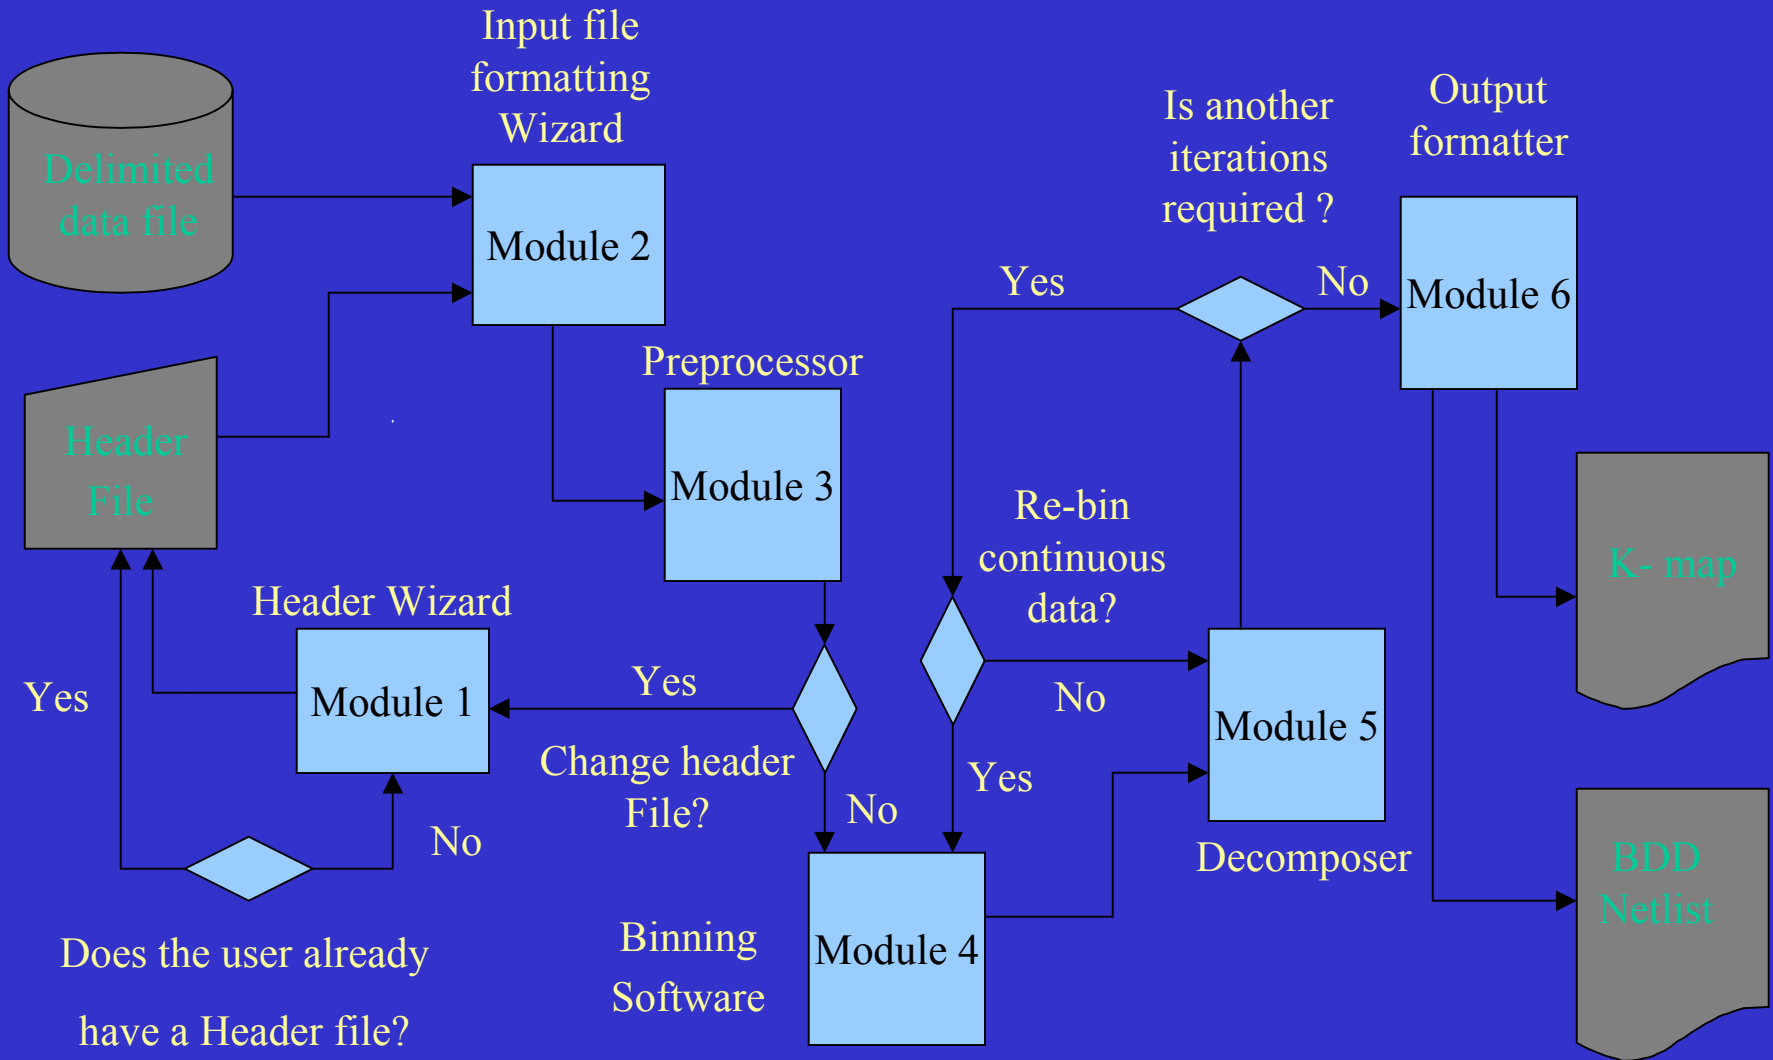 Input file
formatting
Wizard
Delimited
data file
Module 2
Header
File
Preprocessor
Module 3
Header Wizard
Module 1
Yes
No
Does the user already
have a Header file?
Yes
Change header
File?
No
Binning
Software
Module 4
Is another
iterations
required ?
Yes
No
Output
formatter
Module 6
Re-bin
continuous
data?
No
Yes
Module 5
Decomposer
K- map
BDD
Netlist